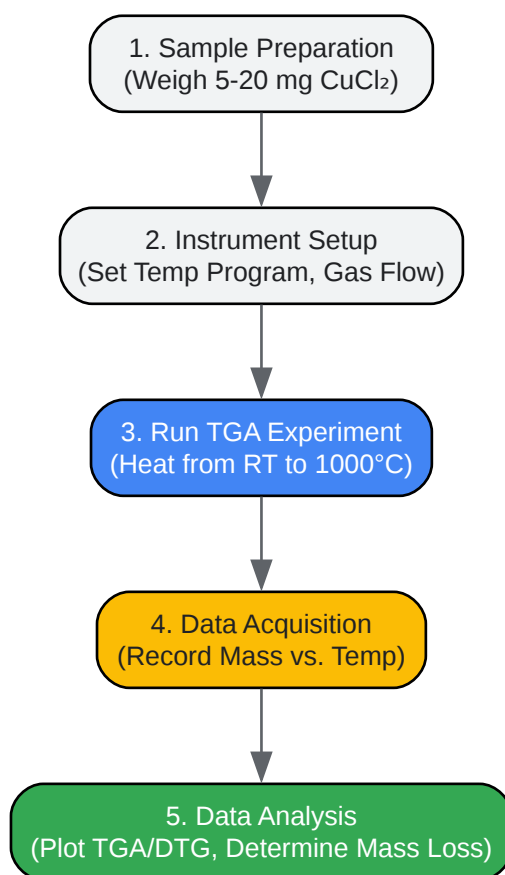 1. Sample Preparation
(Weigh 5-20 mg CuCl₂)
2. Instrument Setup
(Set Temp Program, Gas Flow)
3. Run TGA Experiment
(Heat from RT to 1000°C)
4. Data Acquisition
(Record Mass vs. Temp)
5. Data Analysis
(Plot TGA/DTG, Determine Mass Loss)